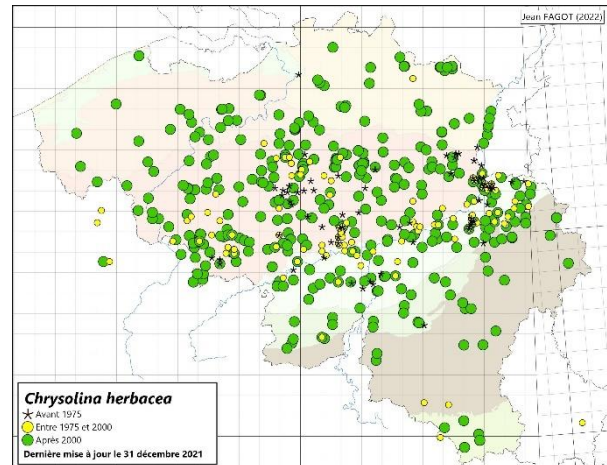 Jean FAGOT (2022)
Chrysolina herbacea
Avant 1975
Entre 1975 et 2000
Après 2000
Dernière mise à jour le 31 décembre 2021